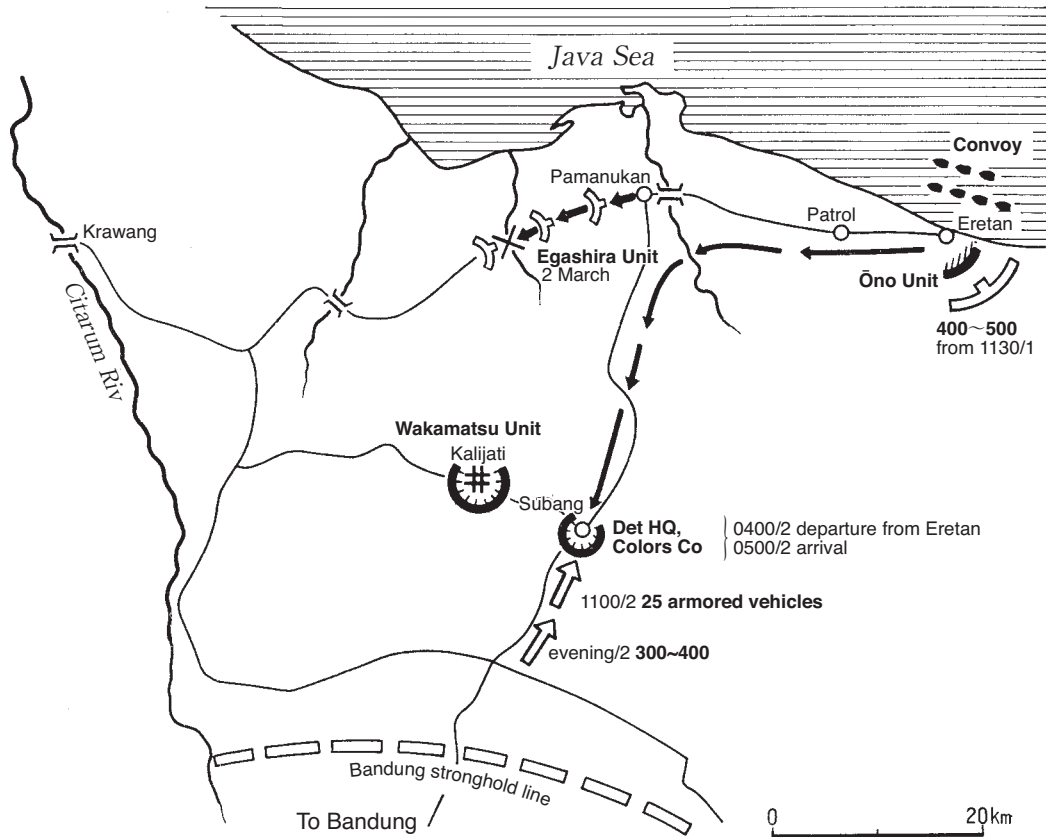 Java Sea
Convoy
Pamanukan
Patrol
Eretan
Krawang
Egashira Unit
2 March
Ōno Unit
400~500
from 1130/1
Citarum Riv
Wakamatsu Unit
Kalijati
Subang
Det HQ,
Colors Co
0400/2 departure from Eretan
0500/2 arrival
1100/2 25 armored vehicles
evening/2 300~400
Bandung stronghold line
To Bandung
0 20km